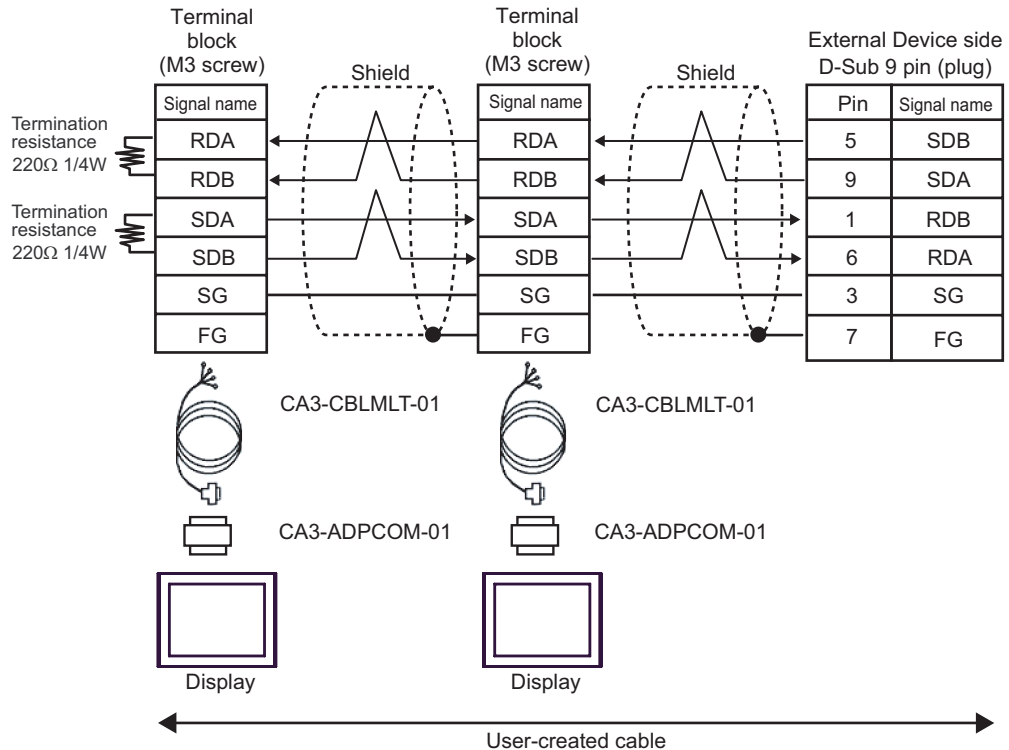 Terminal
block
(M3 screw)
Terminal
block
(M3 screw)
External Device side
D-Sub 9 pin (plug)
Shield
Shield
Signal name
Signal name
Pin Signal name
Termination
resistance
220Ω 1/4W
RDA
RDA
5 SDB
RDB
RDB
9 SDA
Termination
resistance
220Ω 1/4W
SDA
SDA
1 RDB
SDB
SDB
6 RDA
SG
SG
3 SG
FG
FG
7 FG
CA3-CBLMLT-01
CA3-CBLMLT-01
CA3-ADPCOM-01
CA3-ADPCOM-01
Display
Display
User-created cable